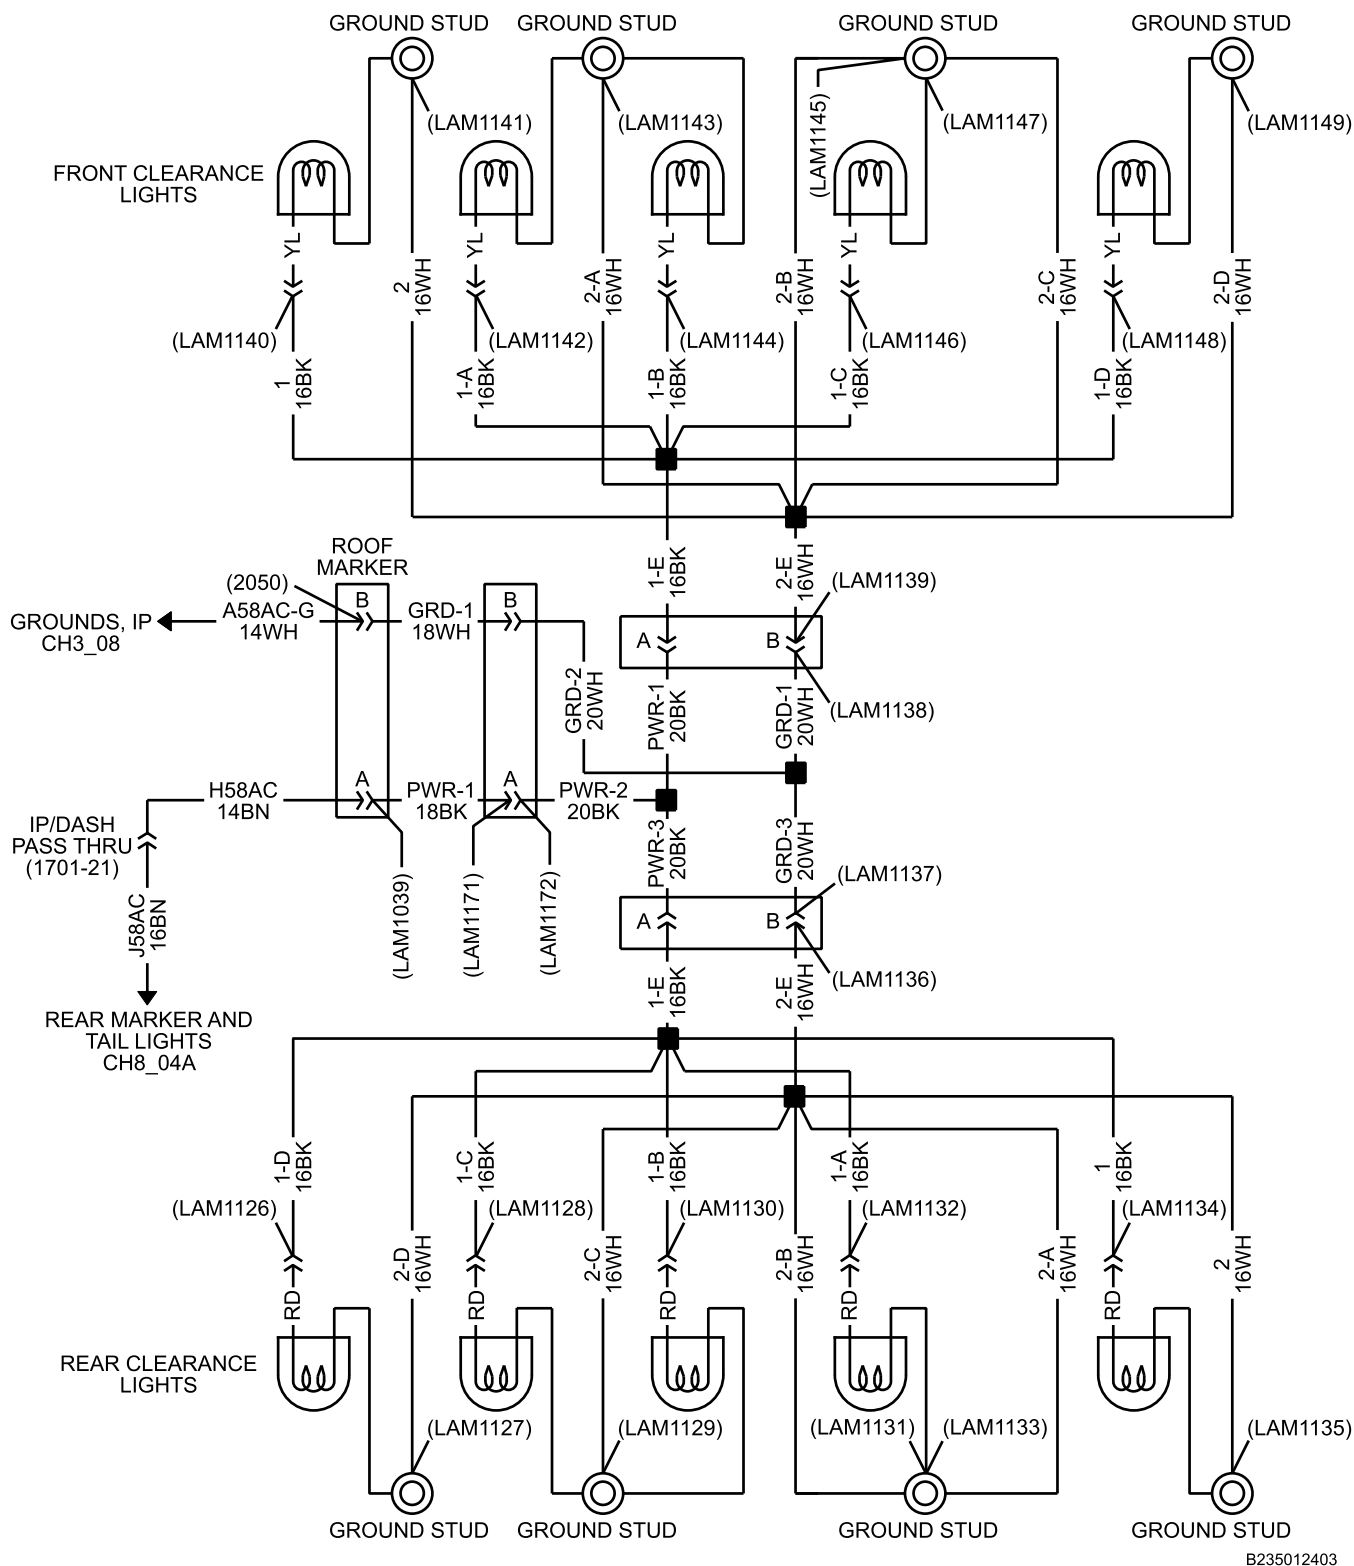 GROUND STUD
GROUND STUD
GROUND STUD
GROUND STUD
(LAM1141)
(LAM1143)
(LAM1145)
(LAM1147)
(LAM1149)
FRONT CLEARANCE
LIGHTS
YL
YL
YL
YL
YL
2
16WH
2-A
16WH
2-B
16WH
2-C
16WH
2-D
16WH
(LAM1140)
(LAM1142)
(LAM1144)
(LAM1146)
(LAM1148)
1
16BK
1-A
16BK
1-B
16BK
1-C
16BK
1-D
16BK
ROOF
MARKER
1-E
16BK
2-E
16WH
(LAM1139)
(2050)
GROUNDS, IP
CH3_08
A58AC-G
14WH
B
GRD-1
18WH
B
A
B
GRD-2
20WH
PWR-1
20BK
GRD-1
20WH
(LAM1138)
H58AC
14BN
A
PWR-1
18BK
A
PWR-2
20BK
IP/DASH
PASS THRU
(1701-21)
PWR-3
20BK
GRD-3
20WH
(LAM1137)
(LAM1039)
(LAM1171)
(LAM1172)
A
B
J58AC
16BN
(LAM1136)
1-E
16BK
2-E
16WH
REAR MARKER AND
TAIL LIGHTS
CH8_04A
1-D
16BK
1-C
16BK
1-B
16BK
1-A
16BK
1
16BK
(LAM1126)
(LAM1128)
(LAM1130)
(LAM1132)
(LAM1134)
2-D
16WH
2-C
16WH
2-B
16WH
2-A
16WH
2
16WH
RD
RD
RD
RD
RD
REAR CLEARANCE
LIGHTS
(LAM1127)
(LAM1129)
(LAM1131)
(LAM1133)
(LAM1135)
GROUND STUD
GROUND STUD
GROUND STUD
GROUND STUD
B235012403